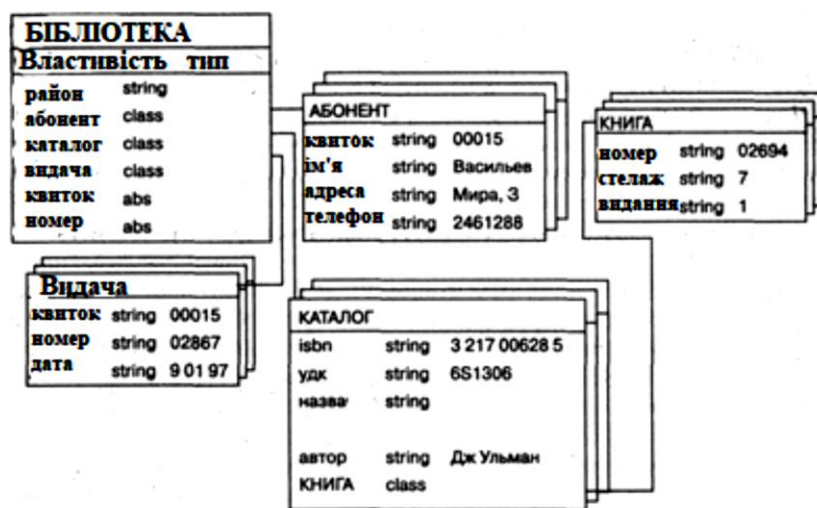 БІБЛІОТЕКА
Властивість тип
район string
абонент class
каталог class
видача class
квиток abs
номер abs
АБОНЕНТ
квиток string 00015
ім'я string Васильев
адреса string Мира, 3
телефон string 2461288
КНИГА
номер string 02694
стелаж string 7
видання string 1
Видача
квиток string 00015
номер string 02867
дата string 9 01 97
КАТАЛОГ
isbn string 3 217 00628 5
удк string 6S1306
назва string
автор string Дж Ульман
КНИГА class